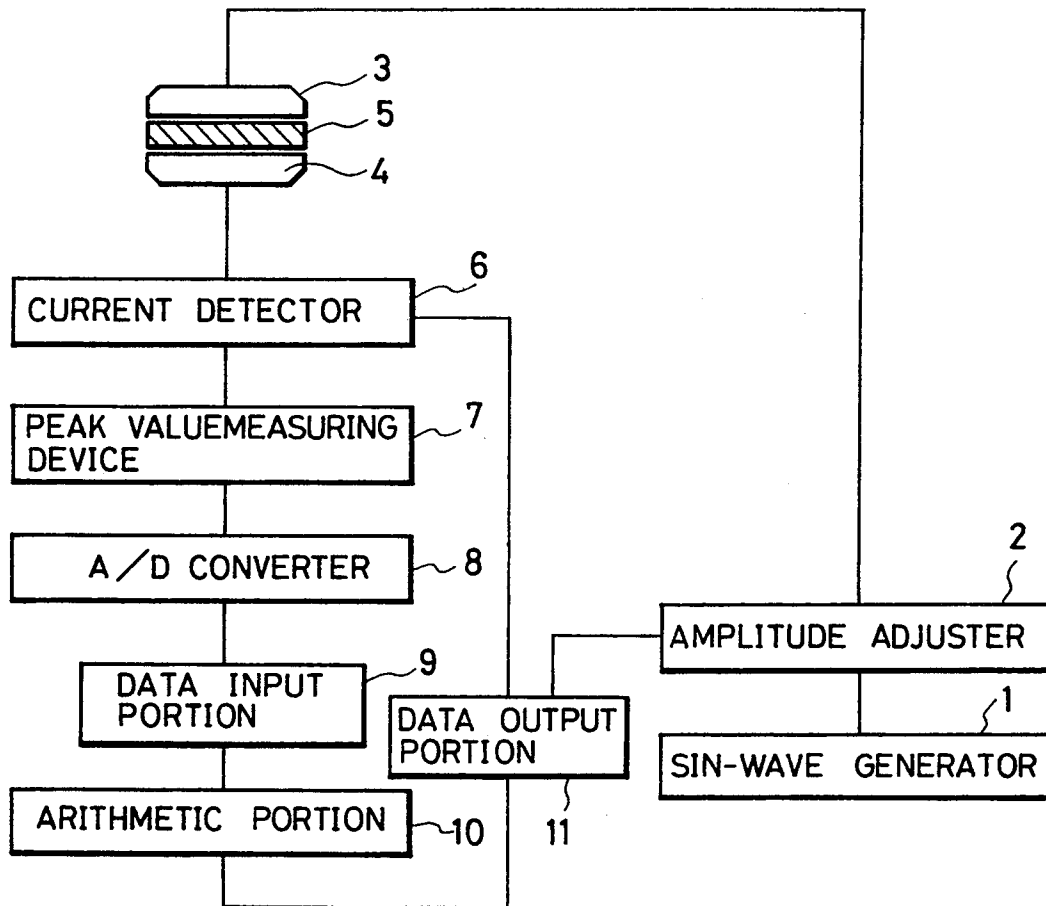 3
5
4
6
CURRENT DETECTOR
PEAK VALUEMEASURING
DEVICE
7
A/D CONVERTER
8
2
AMPLITUDE ADJUSTER
9
DATA INPUT
PORTION
DATA OUTPUT
PORTION
11
1
SIN-WAVE GENERATOR
ARITHMETIC PORTION
10